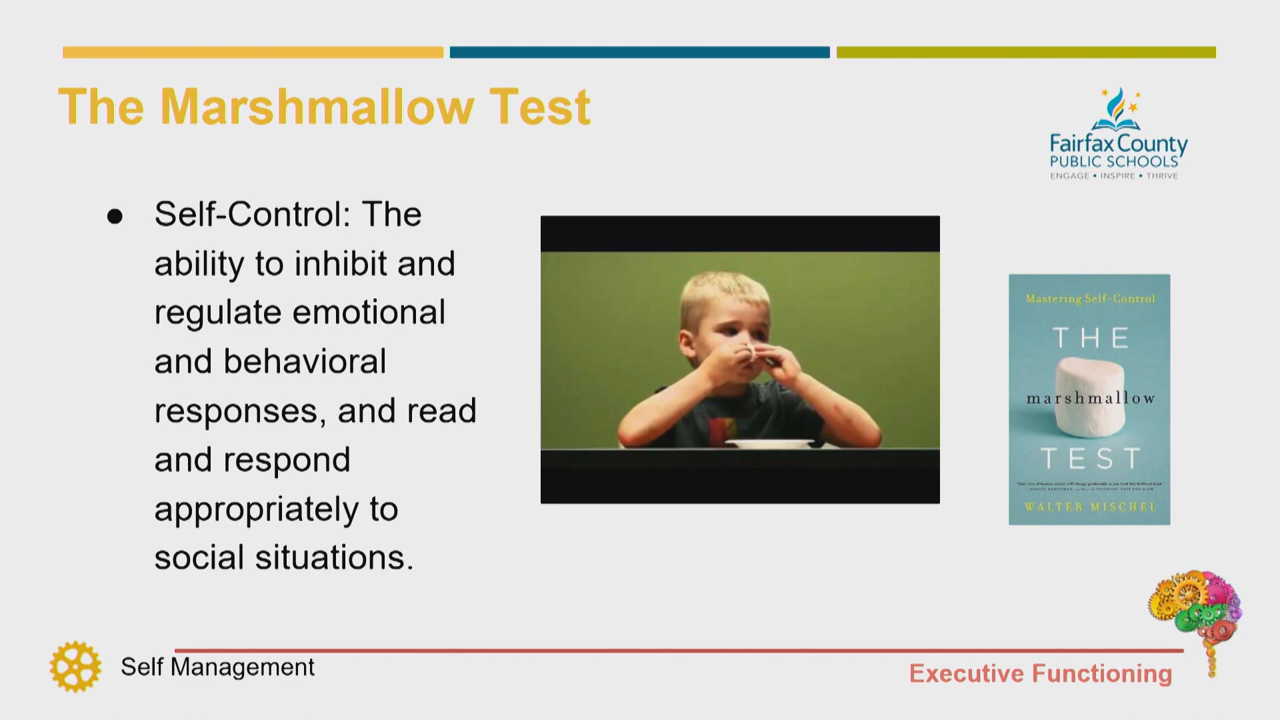 The Marshmallow Test
Fairfax County
PUBLIC SCHOOLS
ENGAGE • INSPIRE • THRIVE
● Self-Control: The
ability to inhibit and
regulate emotional
and behavioral
responses, and read
and respond
appropriately to
social situations.
Mastering Self-Control
THE
marshmallow
TEST
WALTER MISCHEL
Self Management
Executive Functioning